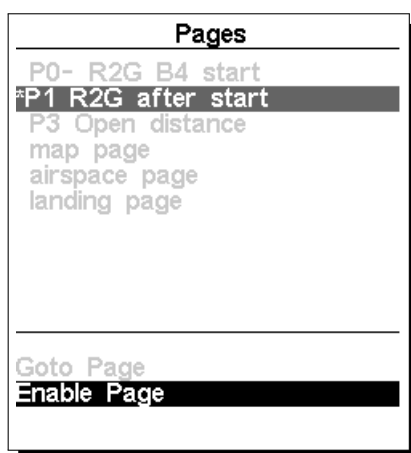 Pages
P0- R2G B4 start
*P1 R2G after start
P3 Open distance
map page
airspace page
landing page
Goto Page
Enable Page